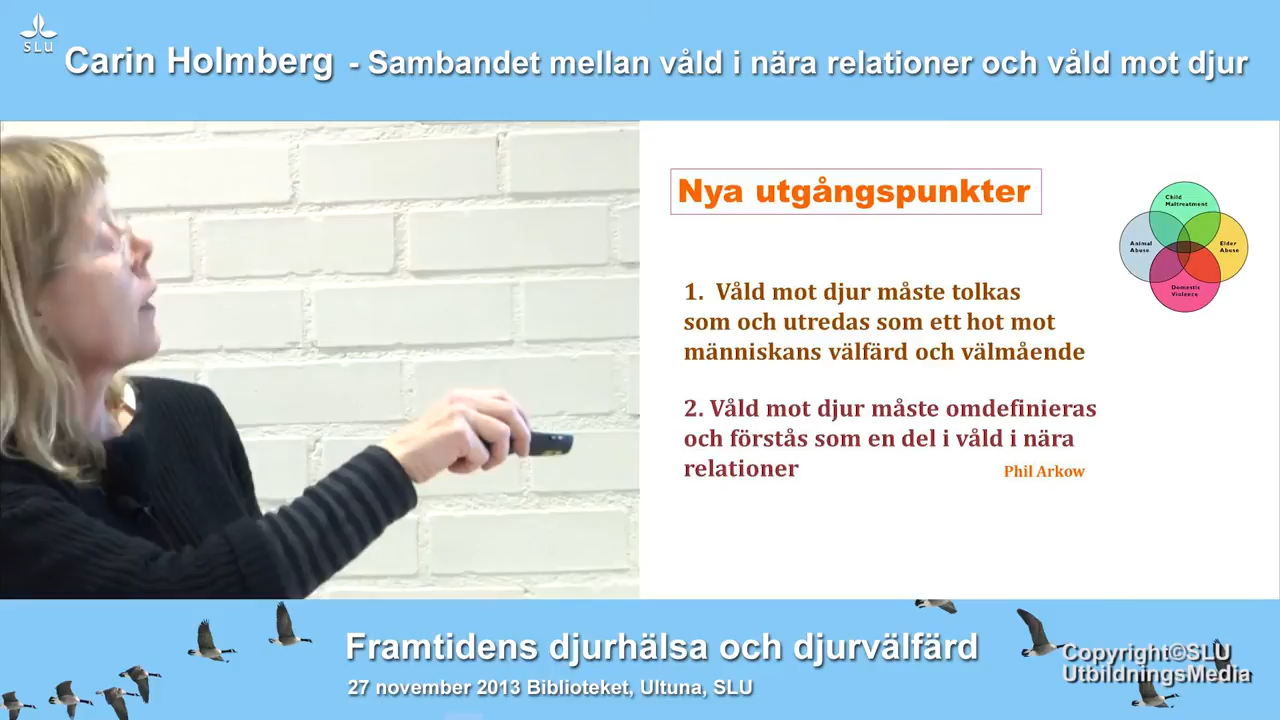 SLU
Carin Holmberg - Sambandet mellan våld i nära relationer och våld mot djur
Nya utgångspunkter
Child
Maltreatment
Animal
Abuse
Elder
Abuse
Domestic
Violence
1. Våld mot djur måste tolkas
som och utredas som ett hot mot
människans välfärd och välmående
2. Våld mot djur måste omdefinieras
och förstås som en del i våld i nära
relationer
Phil Arkow
Framtidens djurhälsa och djurvälfärd
27 november 2013 Biblioteket, Ultuna, SLU
Copyright©SLU
UtbildningsMedia